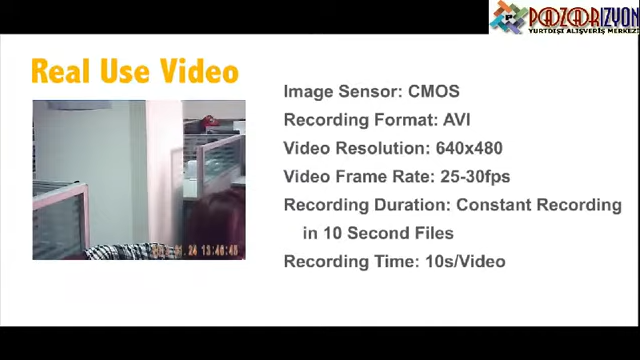 PAZARIZYON
YURTDIŞI ALIŞVERİŞ MERKEZİ
Real Use Video
Image Sensor: CMOS
Recording Format: AVI
Video Resolution: 640x480
Video Frame Rate: 25-30fps
Recording Duration: Constant Recording
in 10 Second Files
Recording Time: 10s/Video
24 13:46:45